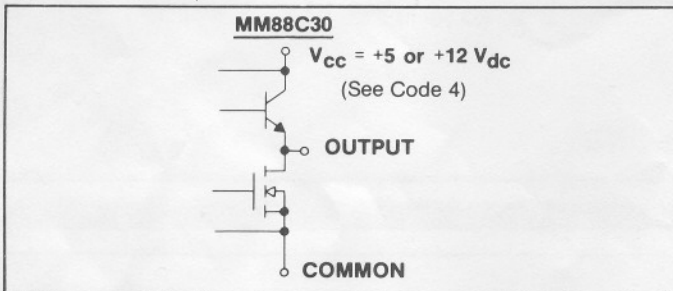 MM88C30
Vcc = +5 or +12 Vdc
(See Code 4)
OUTPUT
COMMON